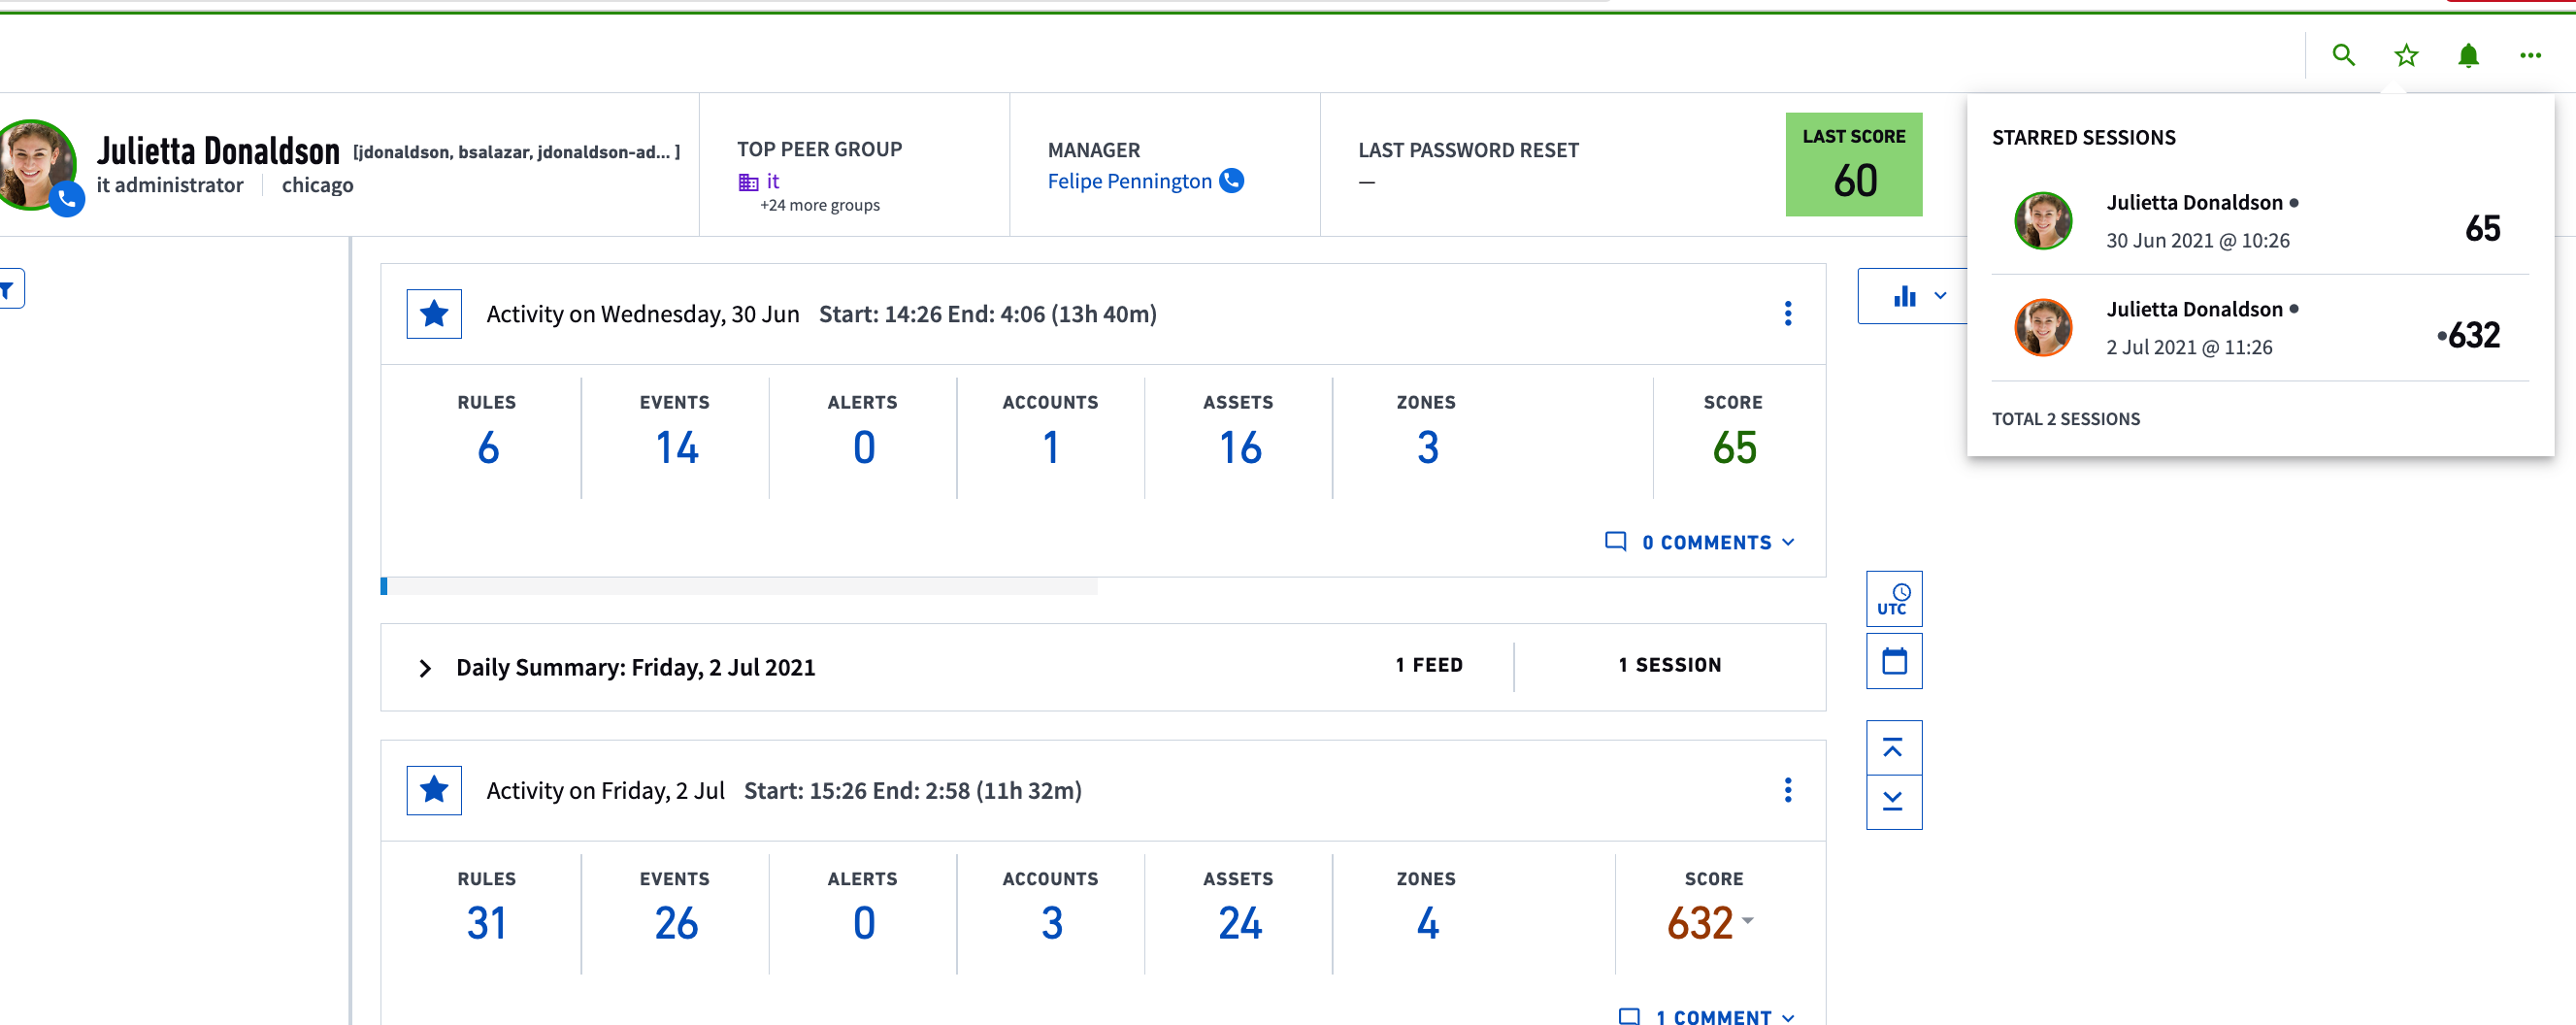 Julietta Donaldson [jdonaldson, bsalazar, jdonaldson-ad... ]
it administrator chicago
TOP PEER GROUP
it
+24 more groups
MANAGER
Felipe Pennington
LAST PASSWORD RESET
—
LAST SCORE
60
STARRED SESSIONS
Julietta Donaldson •
30 Jun 2021 @ 10:26
65
Julietta Donaldson •
2 Jul 2021 @ 11:26
•632
TOTAL 2 SESSIONS
Activity on Wednesday, 30 Jun Start: 14:26 End: 4:06 (13h 40m)
RULES EVENTS ALERTS ACCOUNTS ASSETS ZONES SCORE
6 14 0 1 16 3 65
0 COMMENTS
UTC
Daily Summary: Friday, 2 Jul 2021 1 FEED 1 SESSION
Activity on Friday, 2 Jul Start: 15:26 End: 2:58 (11h 32m)
RULES EVENTS ALERTS ACCOUNTS ASSETS ZONES SCORE
31 26 0 3 24 4 632
1 COMMENT